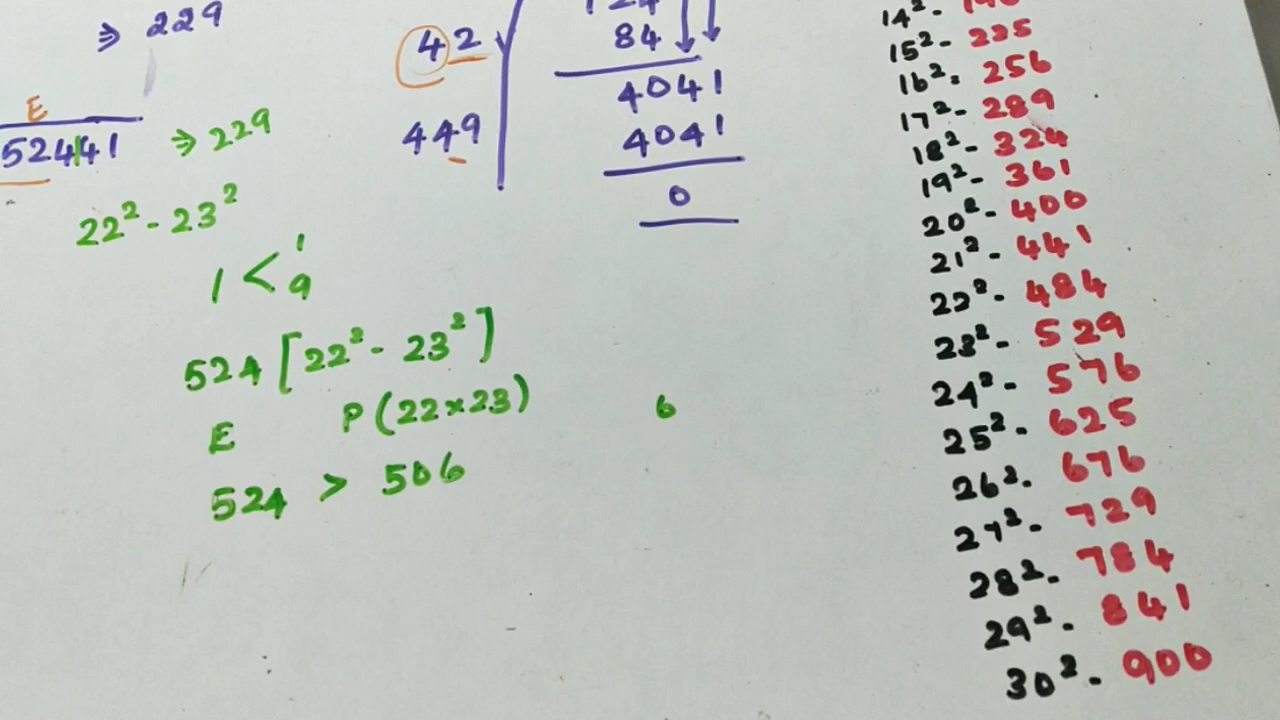 ⇒ 229
E
52441 ⇒ 229
22² - 23²
1 < 1
9
524 [22² - 23²]
E P (22×23)
524 > 506
42
84
4041
449
4041
0
6
14² -
15² - 225
16² - 256
17² - 289
18² - 324
19² - 361
20² - 400
21² - 441
22² - 484
23² - 529
24² - 576
25² - 625
26² - 676
27² - 729
28² - 784
29² - 841
30² - 900